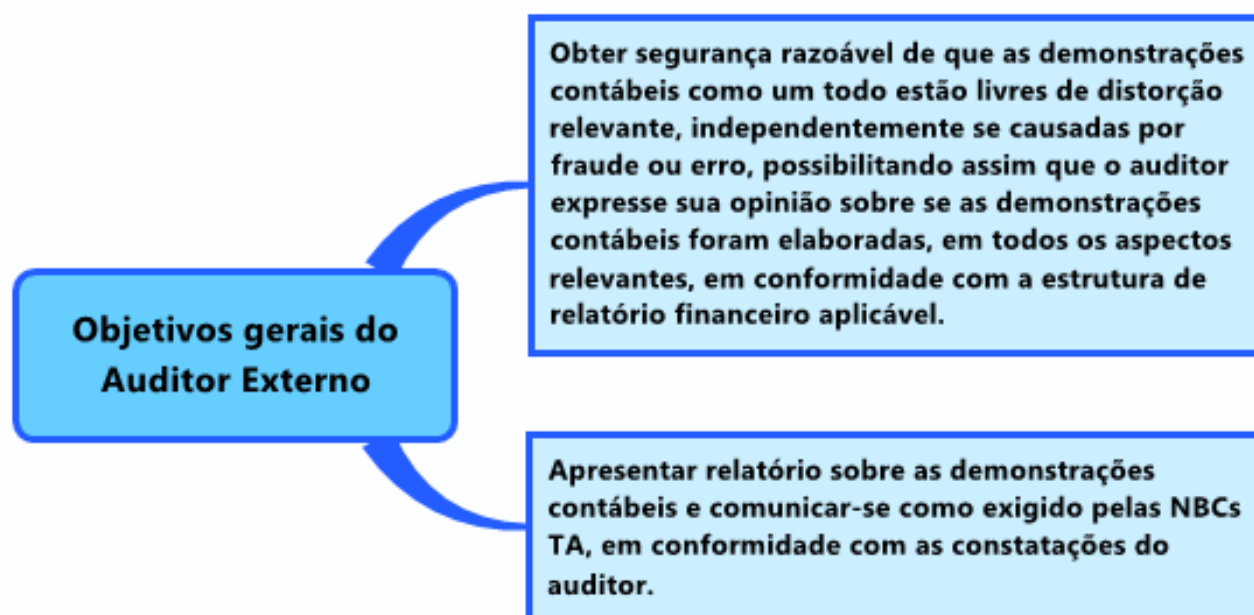 Objetivos gerais do
Auditor Externo
Obter segurança razoável de que as demonstrações
contábeis como um todo estão livres de distorção
relevante, independentemente se causadas por
fraude ou erro, possibilitando assim que o auditor
expresse sua opinião sobre se as demonstrações
contábeis foram elaboradas, em todos os aspectos
relevantes, em conformidade com a estrutura de
relatório financeiro aplicável.
Apresentar relatório sobre as demonstrações
contábeis e comunicar-se como exigido pelas NBCs
TA, em conformidade com as constatações do
auditor.